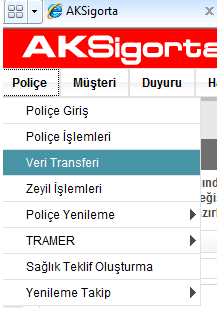 AKSigorta
AKSigorta
Poliçe Müşteri Duyuru
Poliçe Giriş
Poliçe İşlemleri
Veri Transferi
Zeyil İşlemleri
Poliçe Yenileme
TRAMER
Sağlık Teklif Oluşturma
Yenileme Takip